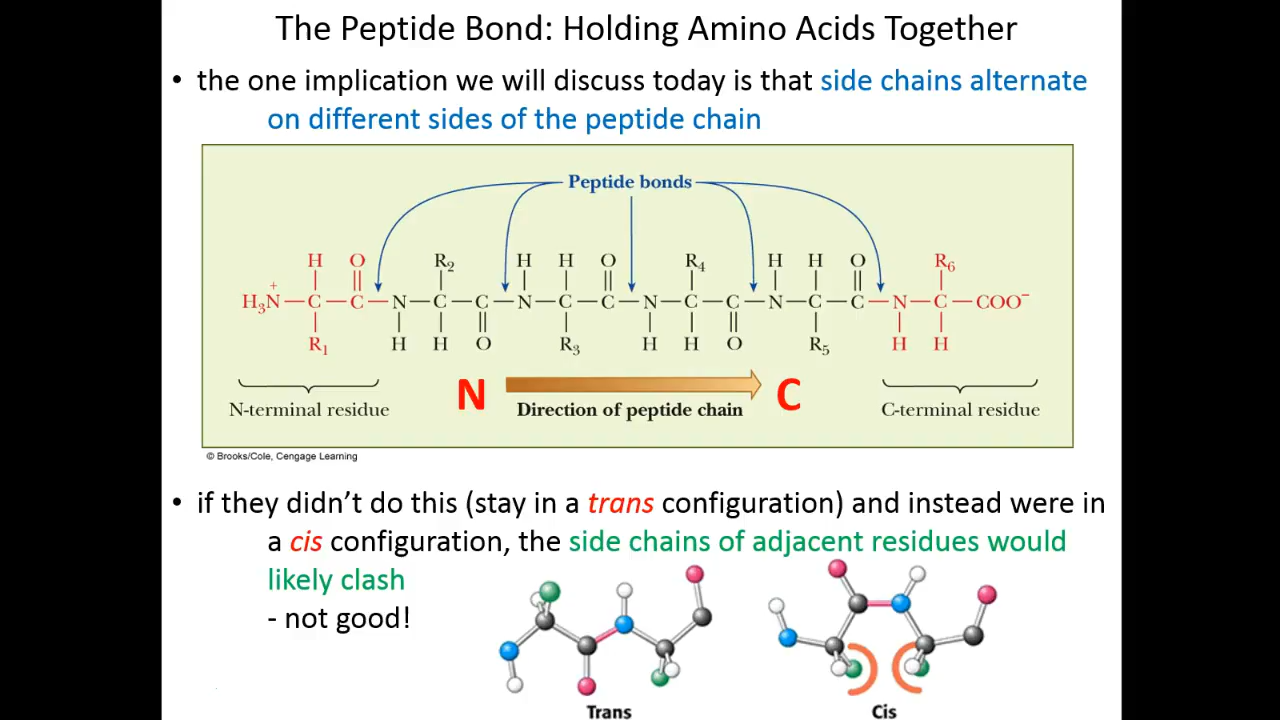 The Peptide Bond: Holding Amino Acids Together
• the one implication we will discuss today is that side chains alternate
on different sides of the peptide chain
Peptide bonds
H O R₂ H H O R₄ H H O R₆
H₃N⁺—C—C—N—C—C—N—C—C—N—C—C—N—C—C—N—C—COO⁻
R₁ H H O R₃ H H O R₅ H H
N C
N-terminal residue Direction of peptide chain C-terminal residue
© Brooks/Cole, Cengage Learning
• if they didn’t do this (stay in a trans configuration) and instead were in
a cis configuration, the side chains of adjacent residues would
likely clash
- not good!
Trans Cis